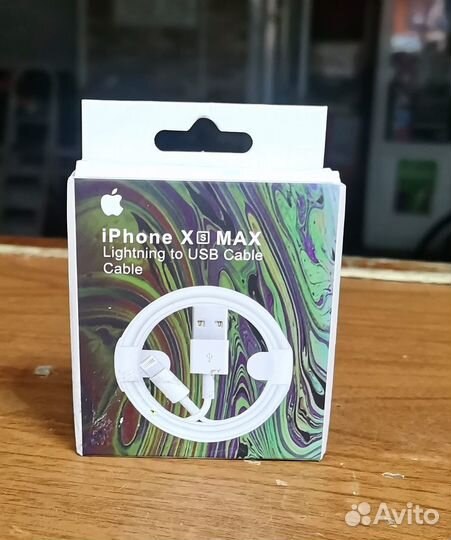 iPhone XS MAX
Lightning to USB Cable
Cable
Avito